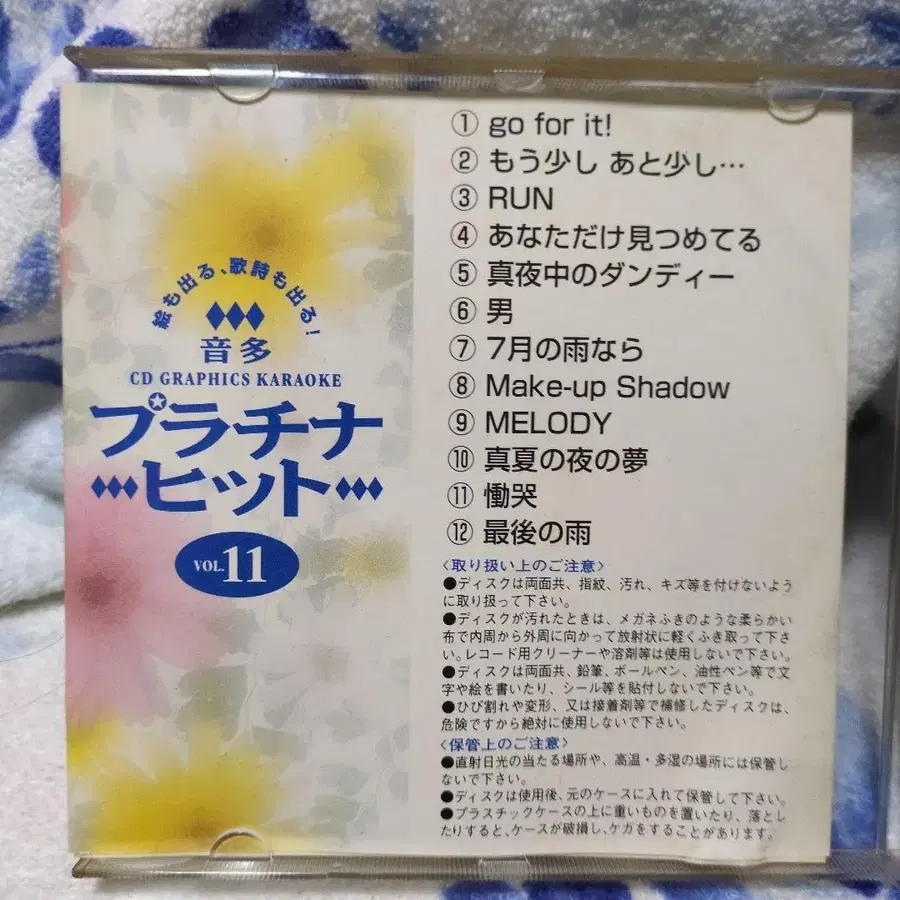 絵も出る、歌詩も出る!
音多
CD GRAPHICS KARAOKE
プラチナ
ヒット
VOL.11
① go for it!
② もう少し あと少し…
③ RUN
④ あなただけ見つめてる
⑤ 真夜中のダンディー
⑥ 男
⑦ 7月の雨なら
⑧ Make-up Shadow
⑨ MELODY
⑩ 真夏の夜の夢
⑪ 慟哭
⑫ 最後の雨
〈取り扱い上のご注意〉
●ディスクは両面共、指紋、汚れ、キズ等を付けないよう
に取り扱って下さい。
●ディスクが汚れたときは、メガネふきのような柔らかい
布で内周から外周に向かって放射状に軽くふき取って下さ
い。レコード用クリーナーや溶剤等は使用しないで下さい。
●ディスクは両面共、鉛筆、ボールペン、油性ペン等で文
字や絵を書いたり、シール等を貼付しないで下さい。
●ひび割れや変形、又は接着剤等で補修したディスクは、
危険ですから絶対に使用しないで下さい。
〈保管上のご注意〉
●直射日光の当たる場所や、高温・多湿の場所には保管し
ないで下さい。
●ディスクは使用後、元のケースに入れて保管して下さい。
●プラスチックケースの上に重いものを置いたり、落とし
たりすると、ケースが破損し、ケガをすることがあります。